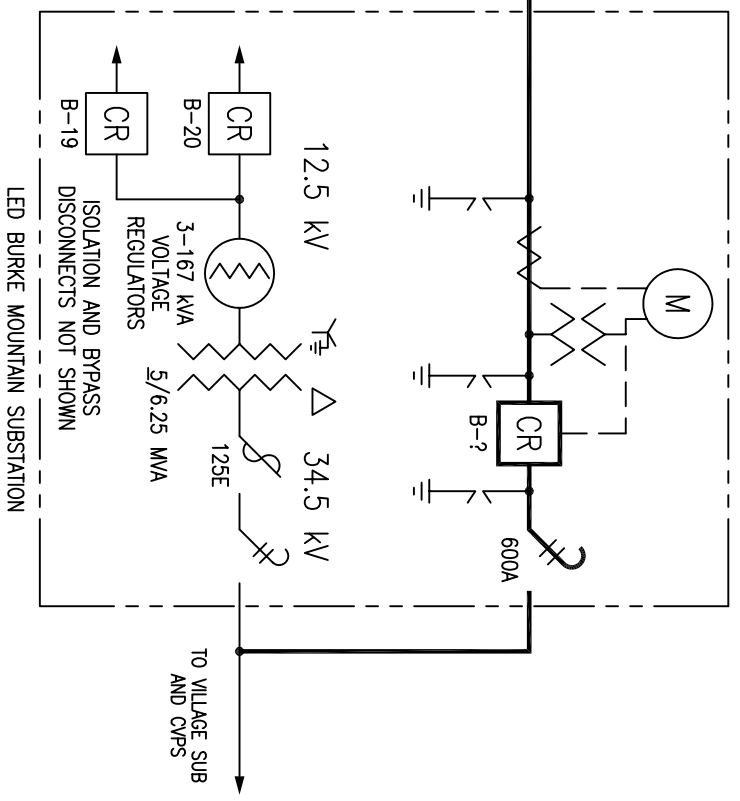 M
CR
B-?
600A
12.5 kV
34.5 kV
CR
B-20
CR
B-19
3-167 kVA
VOLTAGE
REGULATORS
5/6.25 MVA
125E
ISOLATION AND BYPASS
DISCONNECTS NOT SHOWN
LED BURKE MOUNTAIN SUBSTATION
TO VILLAGE SUB
AND CVPS